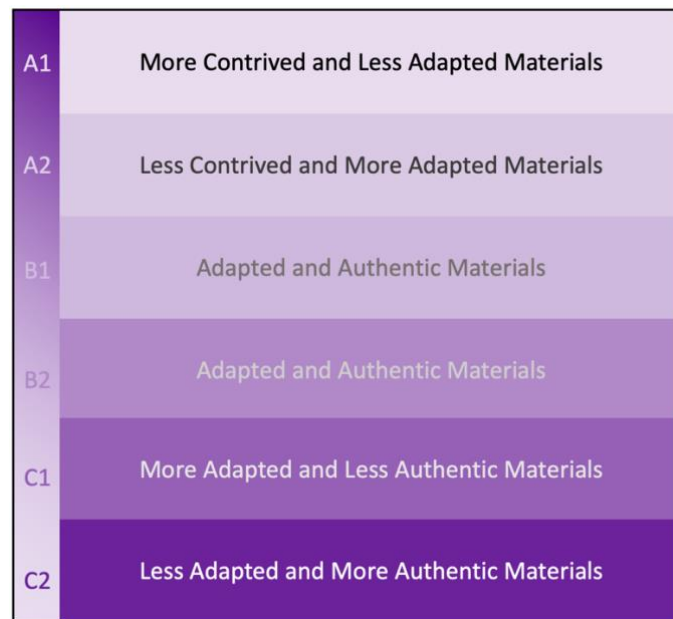 A1 More Contrived and Less Adapted Materials
A2 Less Contrived and More Adapted Materials
B1 Adapted and Authentic Materials
B2 Adapted and Authentic Materials
C1 More Adapted and Less Authentic Materials
C2 Less Adapted and More Authentic Materials